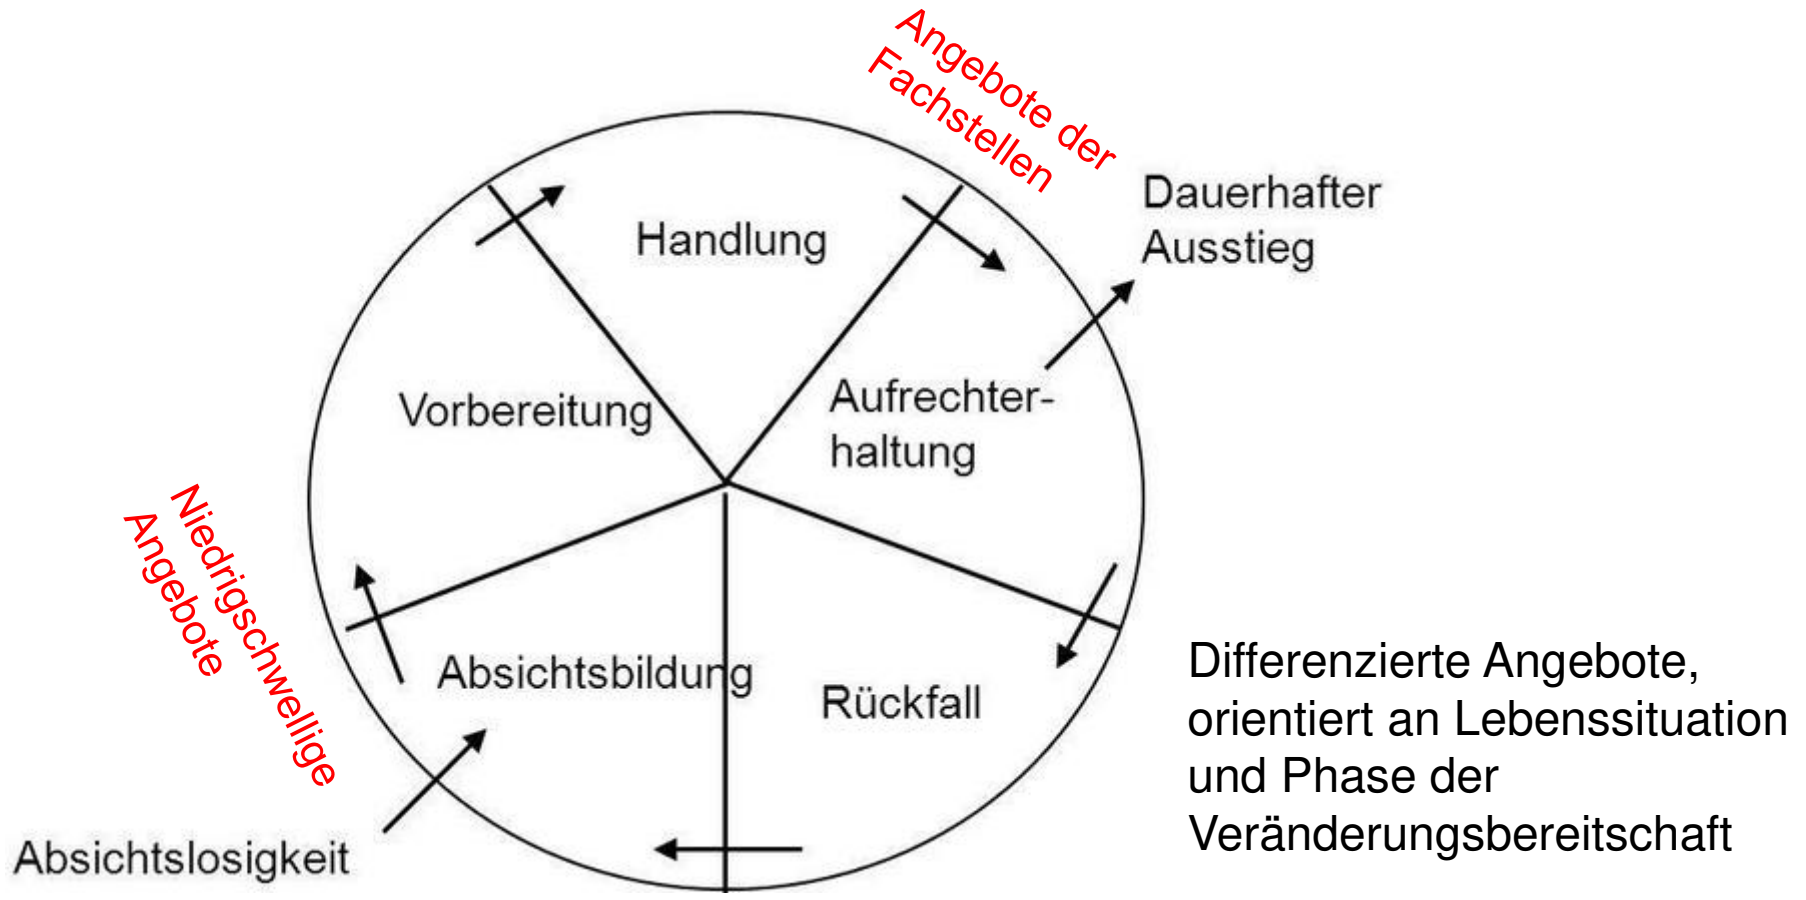 Angebote der
Fachstellen
Dauerhafter
Ausstieg
Handlung
Vorbereitung
Aufrechter-
haltung
Niedrigschwellige
Angebote
Absichtsbildung
Rückfall
Absichtslosigkeit
Differenzierte Angebote,
orientiert an Lebenssituation
und Phase der
Veränderungsbereitschaft